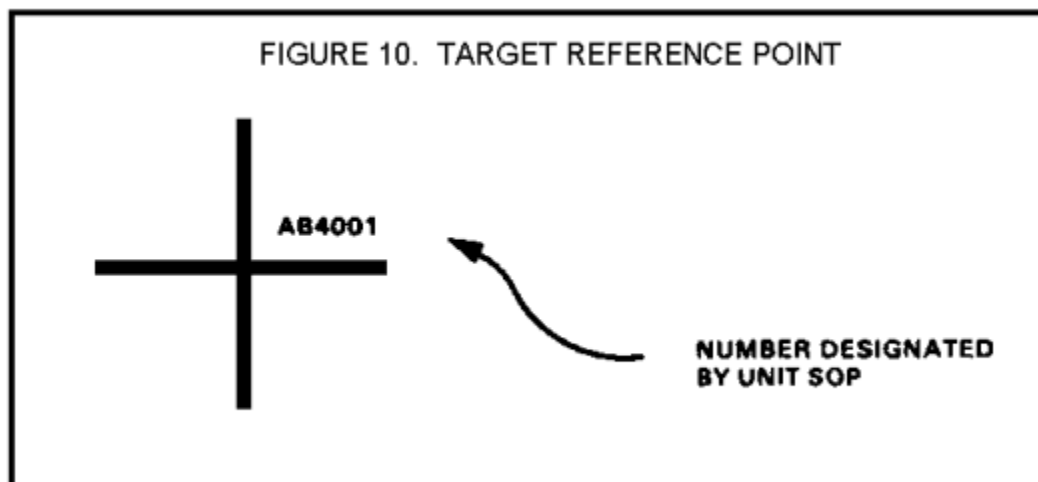 FIGURE 10. TARGET REFERENCE POINT
AB4001
NUMBER DESIGNATED
BY UNIT SOP